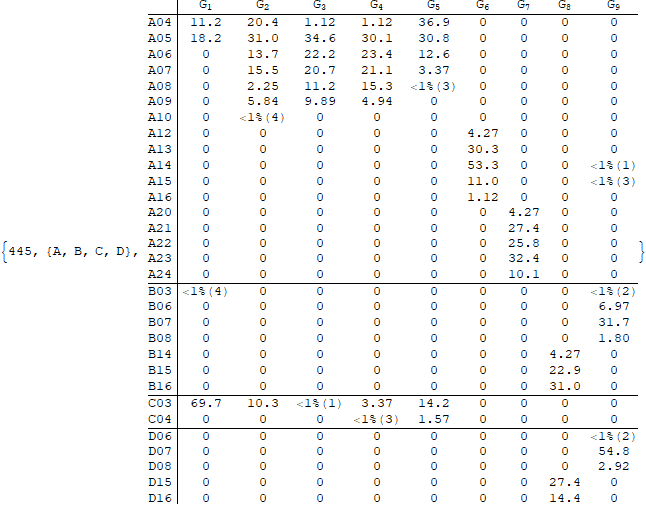 G1 G2 G3 G4 G5 G6 G7 G8 G9
A04 11.2 20.4 1.12 1.12 36.9 0 0 0 0
A05 18.2 31.0 34.6 30.1 30.8 0 0 0 0
A06 0 13.7 22.2 23.4 12.6 0 0 0 0
A07 0 15.5 20.7 21.1 3.37 0 0 0 0
A08 0 2.25 11.2 15.3 <1%(3) 0 0 0 0
A09 0 5.84 9.89 4.94 0 0 0 0 0
A10 0 <1%(4) 0 0 0 0 0 0 0
A12 0 0 0 0 0 4.27 0 0 0
A13 0 0 0 0 0 30.3 0 0 0
A14 0 0 0 0 0 53.3 0 0 <1%(1)
A15 0 0 0 0 0 11.0 0 0 <1%(3)
A16 0 0 0 0 0 1.12 0 0 0
A20 0 0 0 0 0 0 4.27 0 0
A21 0 0 0 0 0 0 27.4 0 0
A22 0 0 0 0 0 0 25.8 0 0
{445, {A, B, C, D}, A23 0 0 0 0 0 0 32.4 0 0 }
A24 0 0 0 0 0 0 10.1 0 0
B03 <1%(4) 0 0 0 0 0 0 0 <1%(2)
B06 0 0 0 0 0 0 0 0 6.97
B07 0 0 0 0 0 0 0 0 31.7
B08 0 0 0 0 0 0 0 0 1.80
B14 0 0 0 0 0 0 0 4.27 0
B15 0 0 0 0 0 0 0 22.9 0
B16 0 0 0 0 0 0 0 31.0 0
C03 69.7 10.3 <1%(1) 3.37 14.2 0 0 0 0
C04 0 0 0 <1%(3) 1.57 0 0 0 0
D06 0 0 0 0 0 0 0 0 <1%(2)
D07 0 0 0 0 0 0 0 0 54.8
D08 0 0 0 0 0 0 0 0 2.92
D15 0 0 0 0 0 0 0 27.4 0
D16 0 0 0 0 0 0 0 14.4 0